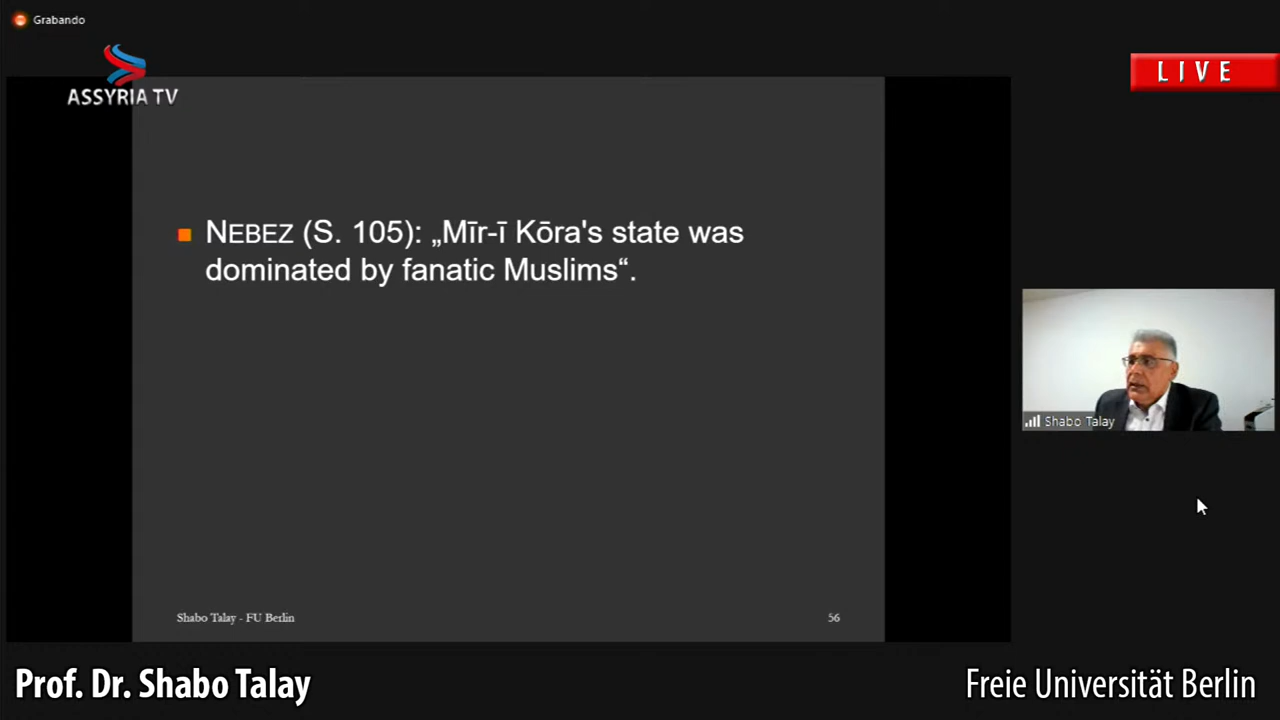 Grabando
ASSYRIA TV
LIVE
NEBEZ (S. 105): „Mīr-ī Kōra's state was
dominated by fanatic Muslims“.
Shabo Talay
Shabo Talay - FU Berlin
56
Prof. Dr. Shabo Talay
Freie Universität Berlin